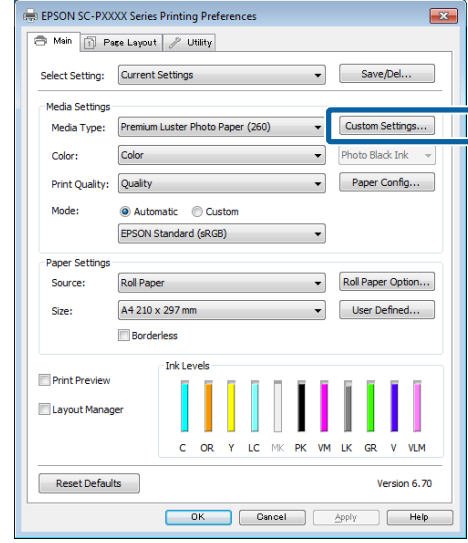 EPSON SC-PXXXX Series Printing Preferences
Main Page Layout Utility
Select Setting: Current Settings Save/Del...
Media Settings
Media Type: Premium Luster Photo Paper (260) Custom Settings...
Color: Color Photo Black Ink
Print Quality: Quality Paper Config...
Mode: Automatic Custom
EPSON Standard (sRGB)
Paper Settings
Source: Roll Paper Roll Paper Option...
Size: A4 210 x 297 mm User Defined...
Borderless
Print Preview
Layout Manager
Ink Levels
C OR Y LC MK PK VM LK GR V VLM
Reset Defaults Version 6.70
OK Cancel Apply Help